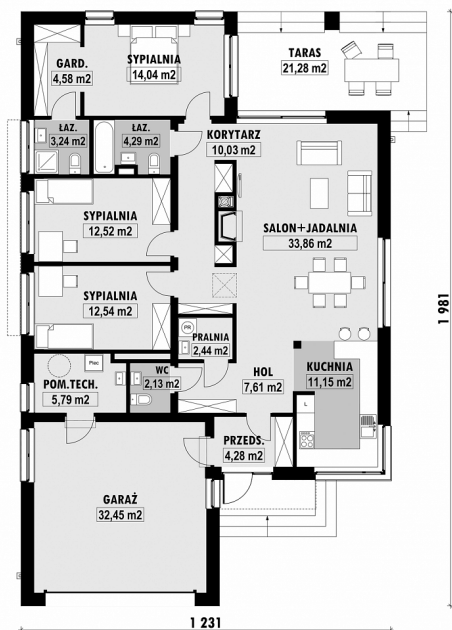 SYPIALNIA
14,04 m2
GARD.
4,58 m2
TARAS
21,28 m2
ŁAZ.
3,24 m2
ŁAZ.
4,29 m2
KORYTARZ
10,03 m2
SYPIALNIA
12,52 m2
SALON+JADALNIA
33,86 m2
SYPIALNIA
12,54 m2
PR
PRALNIA
2,44 m2
Piec
POM.TECH.
5,79 m2
WC
2,13 m2
HOL
7,61 m2
KUCHNIA
11,15 m2
L
PRZEDS.
4,28 m2
GARAŻ
32,45 m2
1 981
1 231